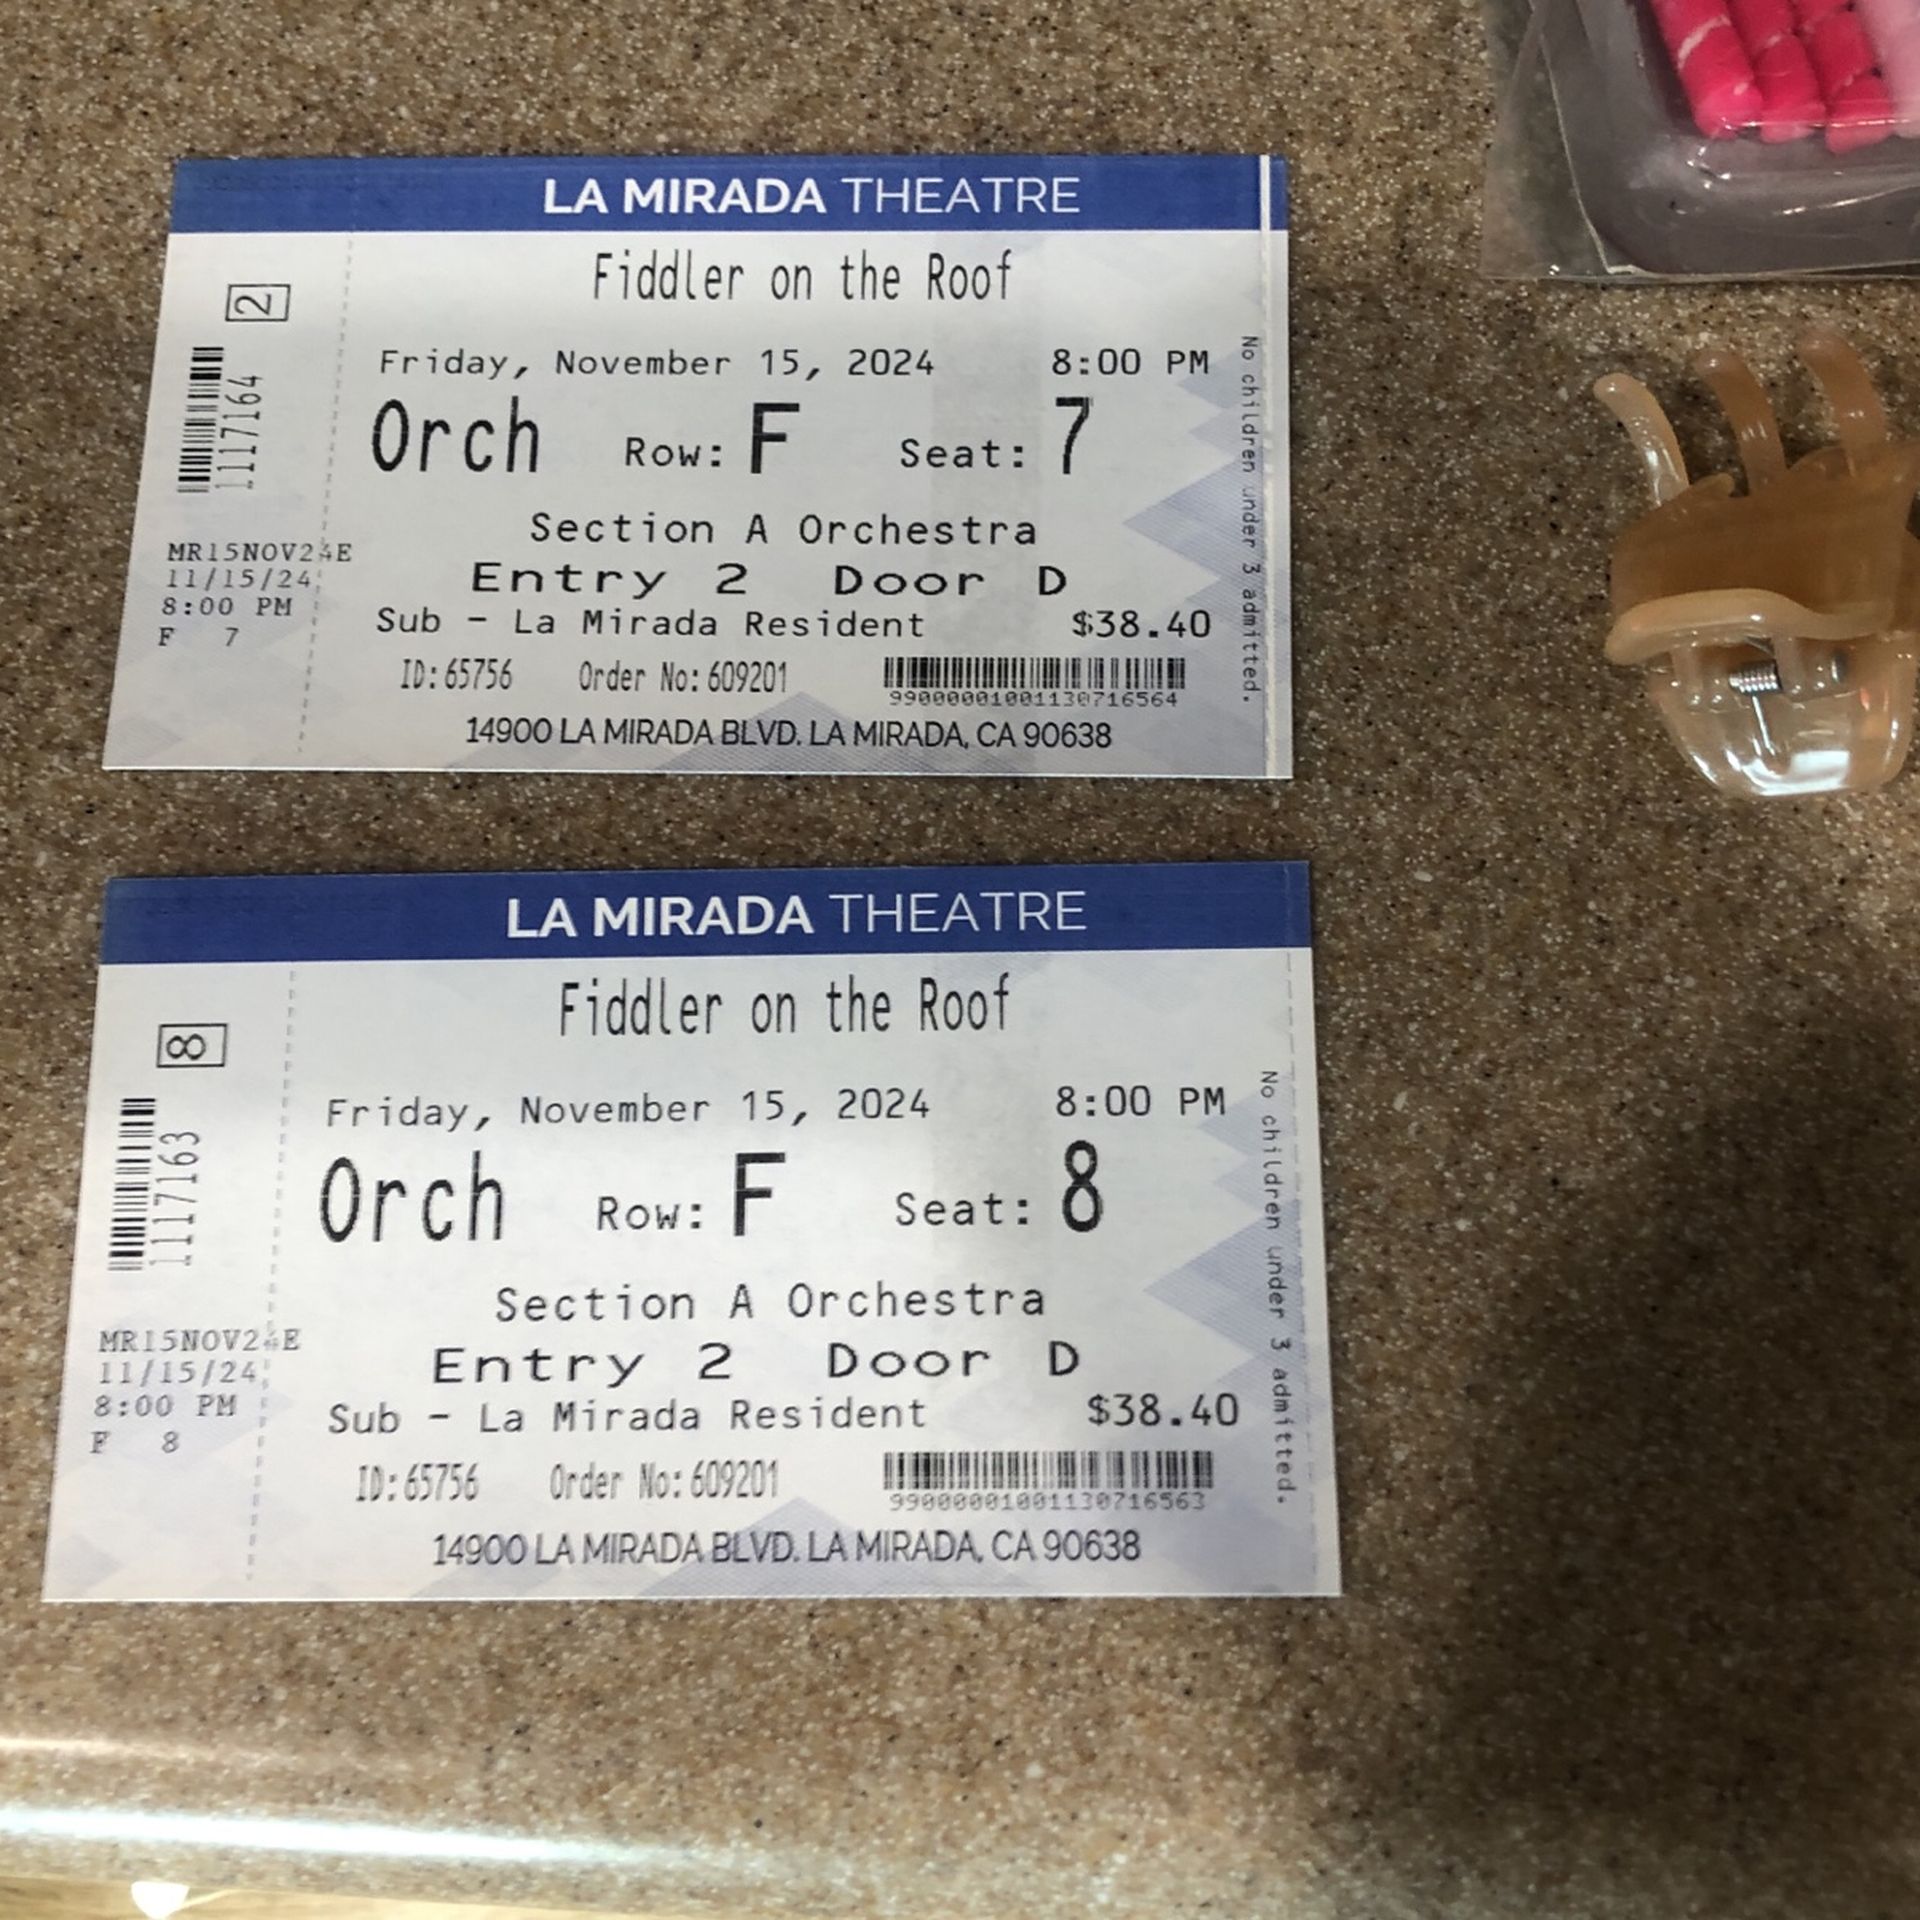 LA MIRADA THEATRE
Fiddler on the Roof
2
Friday, November 15, 2024 8:00 PM
1117164
Orch Row: F Seat: 7
Section A Orchestra
Entry 2 Door D
MR15NOV24E
11/15/24
8:00 PM
F 7
Sub - La Mirada Resident $38.40
ID:65756 Order No:609201
99000001001130716564
14900 LA MIRADA BLVD. LA MIRADA, CA 90638
No children under 3 admitted.
LA MIRADA THEATRE
Fiddler on the Roof
8
Friday, November 15, 2024 8:00 PM
1117163
Orch Row: F Seat: 8
Section A Orchestra
Entry 2 Door D
MR15NOV24E
11/15/24
8:00 PM
F 8
Sub - La Mirada Resident $38.40
ID:65756 Order No:609201
99000001001130716563
14900 LA MIRADA BLVD. LA MIRADA, CA 90638
No children under 3 admitted.